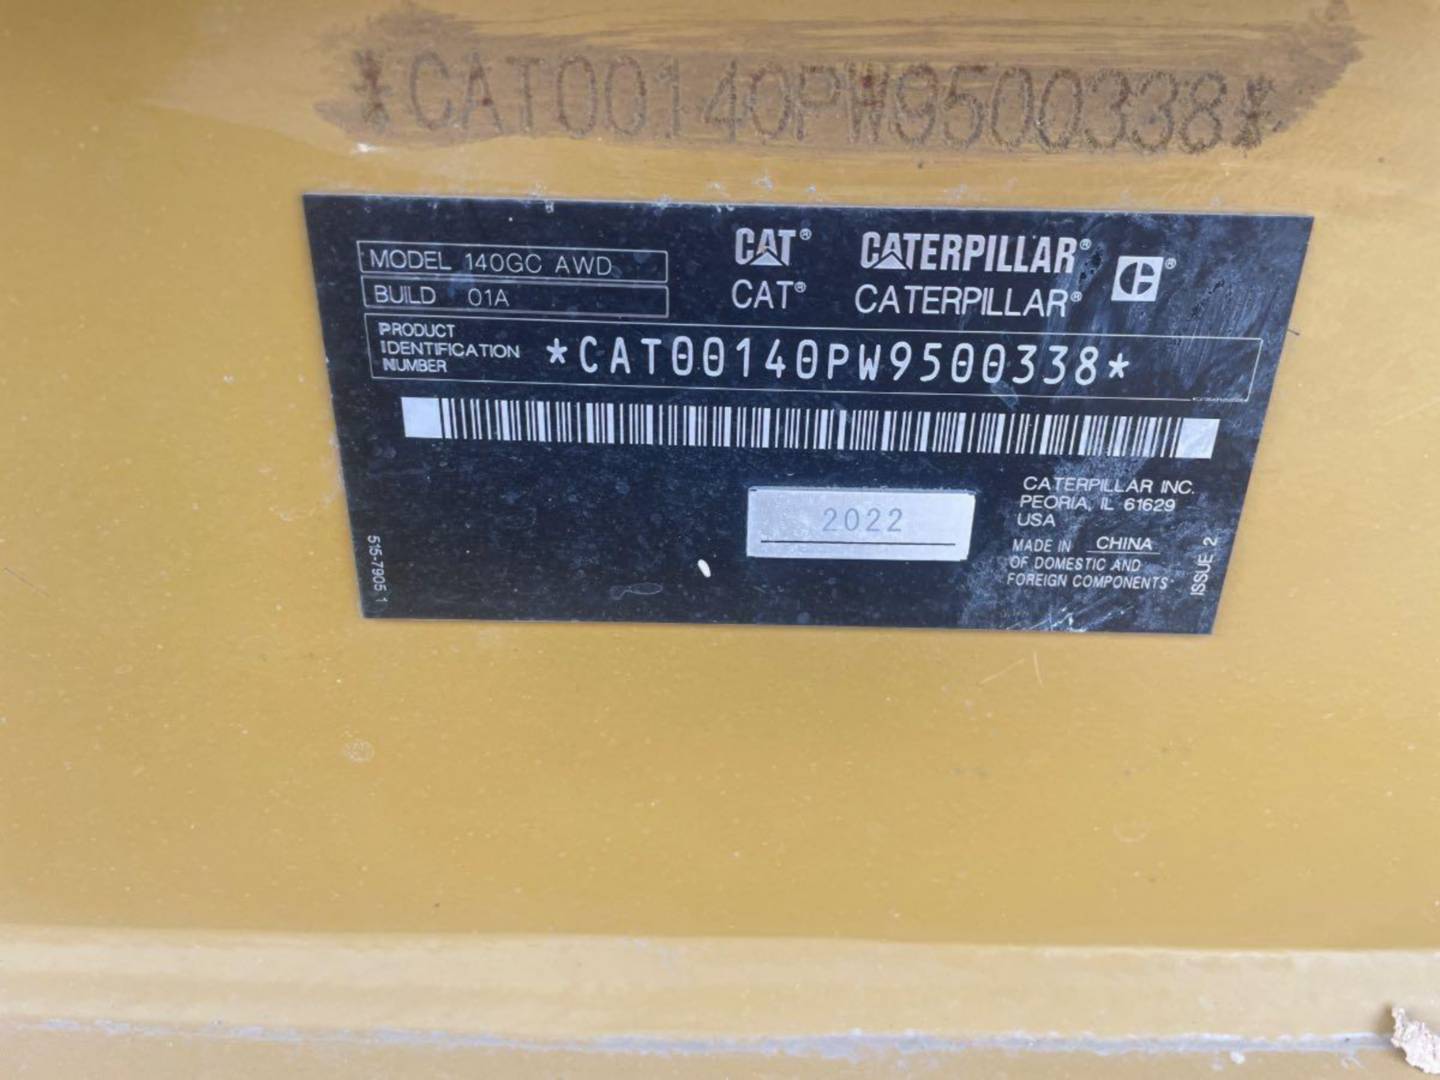 *CAT00140PW9500338*
MODEL 140GC AWD
BUILD 01A
CAT® CATERPILLAR® C®
CAT® CATERPILLAR®
PRODUCT
IDENTIFICATION
NUMBER
*CAT00140PW9500338*
2022
CATERPILLAR INC.
PEORIA, IL 61629
USA
MADE IN CHINA
OF DOMESTIC AND
FOREIGN COMPONENTS
515-7905 1
ISSUE 2